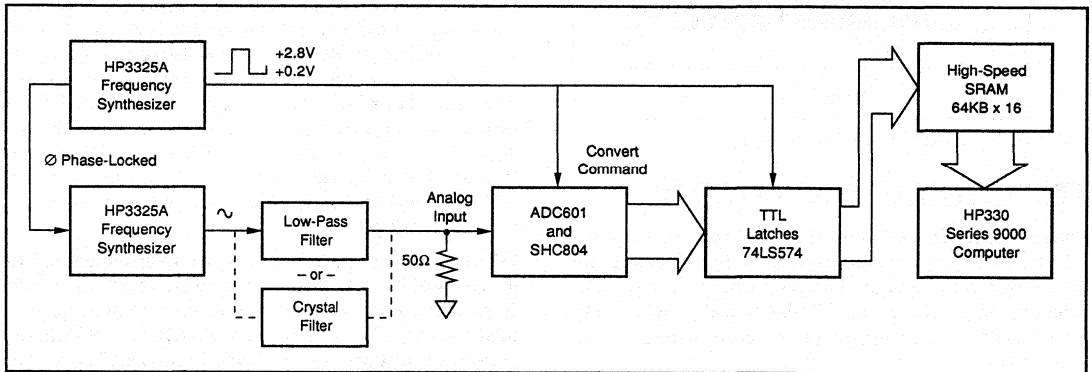 HP3325A
Frequency
Synthesizer
+2.8V
+0.2V
High-Speed
SRAM
64KB x 16
Ø Phase-Locked
Convert
Command
HP3325A
Frequency
Synthesizer
~
Low-Pass
Filter
– or –
Crystal
Filter
Analog
Input
50Ω
ADC601
and
SHC804
TTL
Latches
74LS574
HP330
Series 9000
Computer